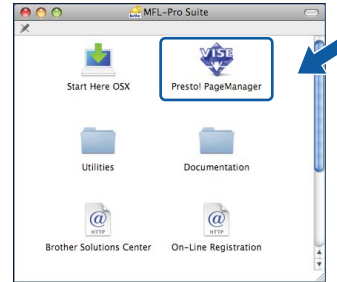 MFL-Pro Suite
VISE
Start Here OSX
Presto! PageManager
Utilities
Documentation
@
HTTP
@
HTTP
Brother Solutions Center
On-Line Registration